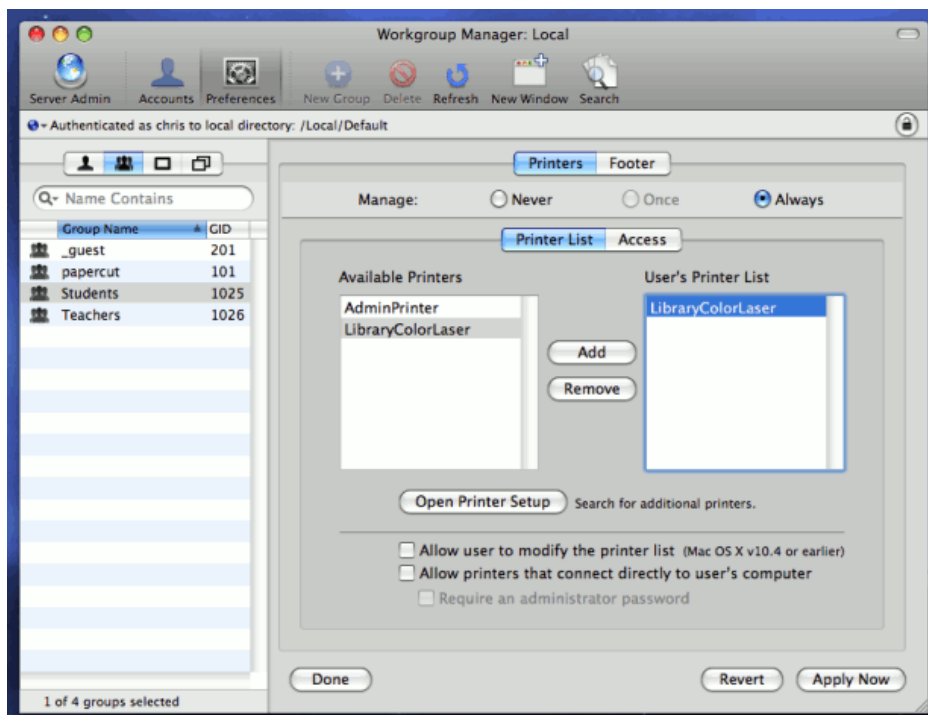 Workgroup Manager: Local
Server Admin Accounts Preferences New Group Delete Refresh New Window Search
Authenticated as chris to local directory: /Local/Default
Printers Footer
Name Contains
Manage: Never Once Always
Group Name GID
Printer List Access
_guest 201
papercut 101
Students 1025
Teachers 1026
Available Printers User's Printer List
AdminPrinter LibraryColorLaser
LibraryColorLaser
Add
Remove
Open Printer Setup Search for additional printers.
Allow user to modify the printer list (Mac OS X v10.4 or earlier)
Allow printers that connect directly to user's computer
Require an administrator password
Done Revert Apply Now
1 of 4 groups selected